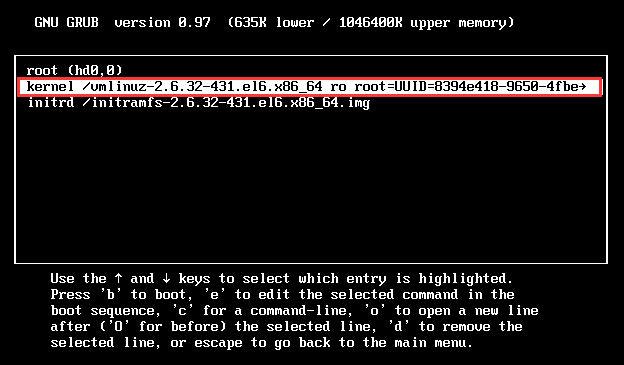 GNU GRUB  version 0.97  (635K lower / 1046400K upper memory)
root (hd0,0)
kernel /vmlinuz-2.6.32-431.el6.x86_64 ro root=UUID=8394e418-9650-4fbe→
initrd /initramfs-2.6.32-431.el6.x86_64.img
Use the ↑ and ↓ keys to select which entry is highlighted.
Press 'b' to boot, 'e' to edit the selected command in the
boot sequence, 'c' for a command-line, 'o' to open a new line
after ('O' for before) the selected line, 'd' to remove the
selected line, or escape to go back to the main menu.